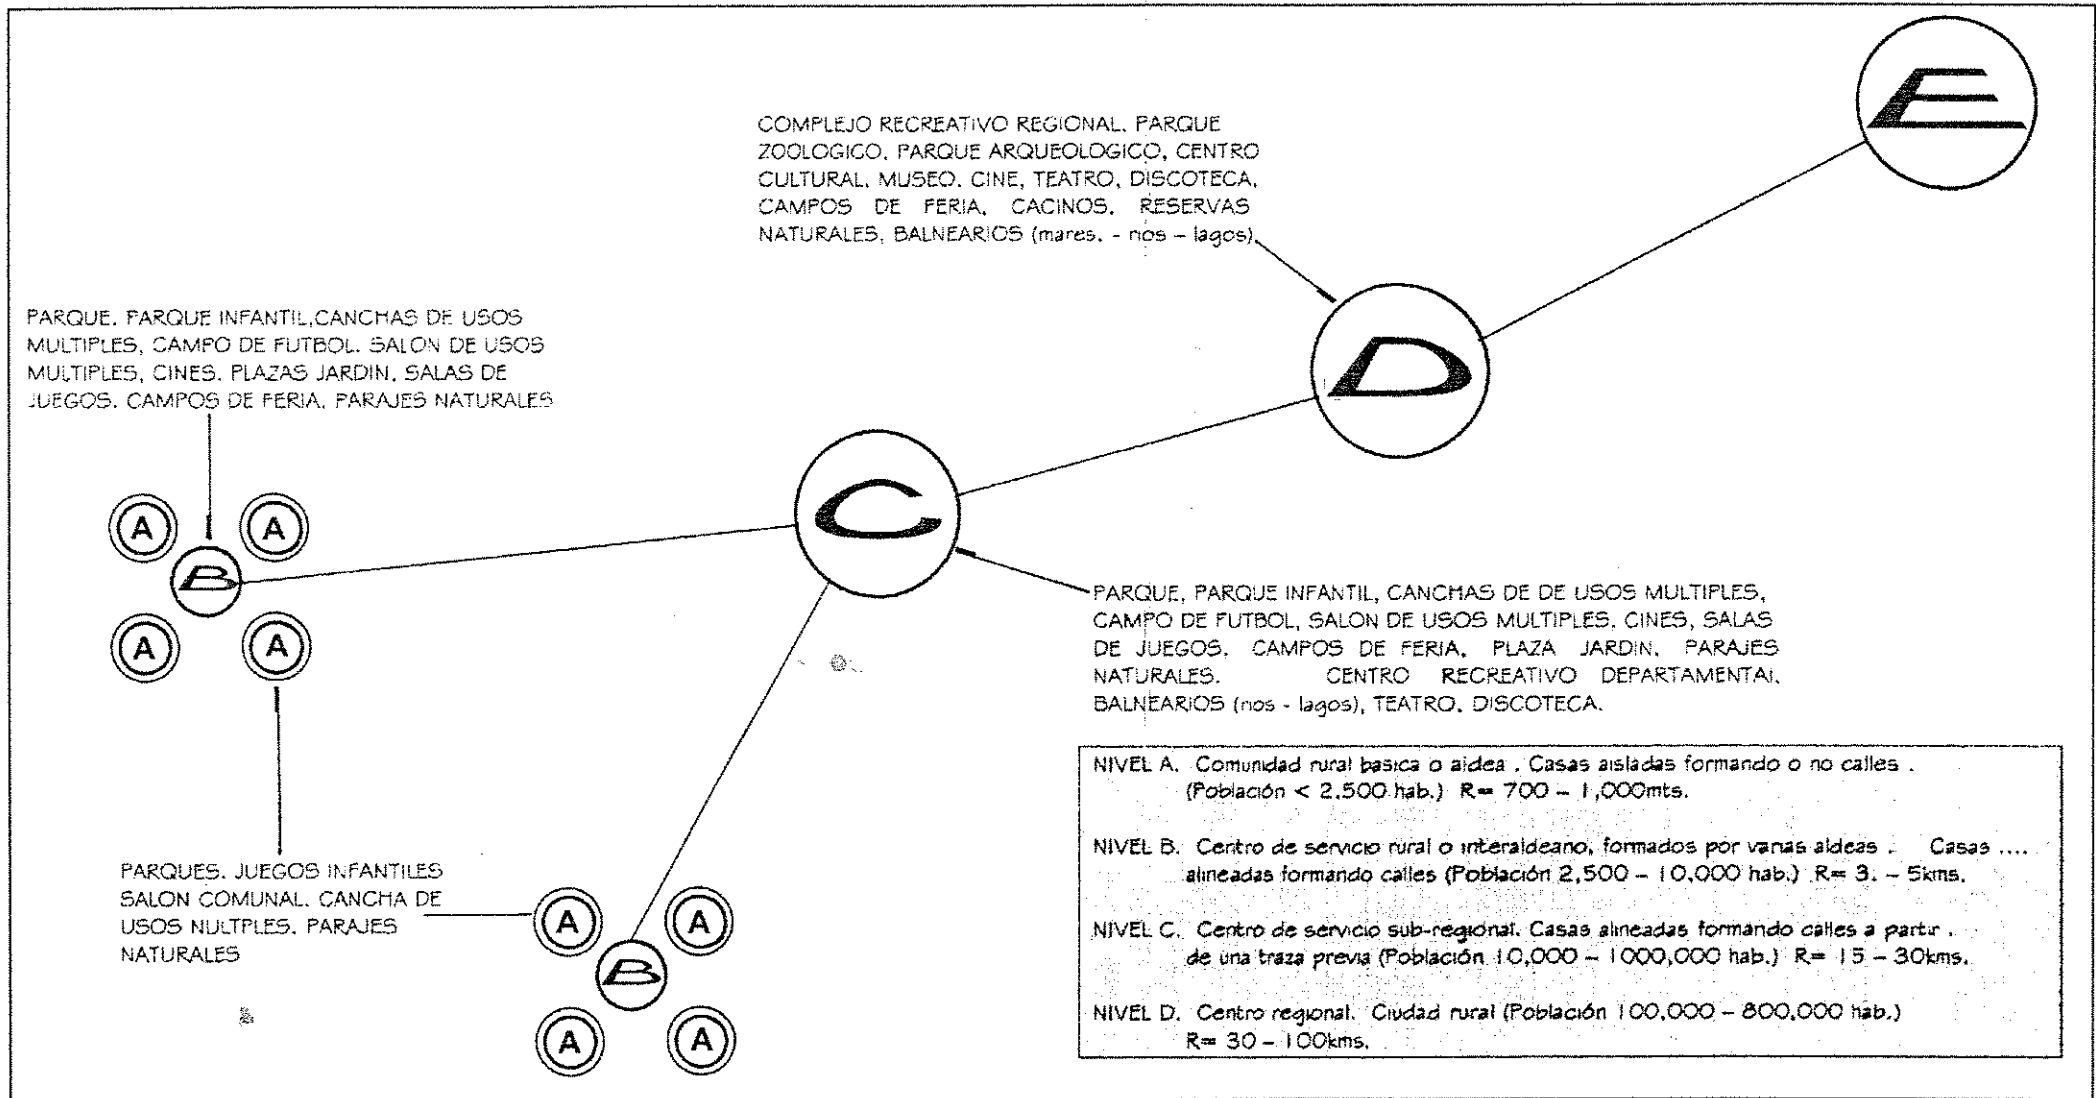 E
COMPLEJO RECREATIVO REGIONAL. PARQUE
ZOOLOGICO. PARQUE ARQUEOLOGICO, CENTRO
CULTURAL. MUSEO. CINE, TEATRO, DISCOTECA,
CAMPOS DE FERIA, CACINOS. RESERVAS
NATURALES, BALNEARIOS (mares. - rios – lagos).
D
PARQUE. PARQUE INFANTIL,CANCHAS DE USOS
MULTIPLES, CAMPO DE FUTBOL. SALON DE USOS
MULTIPLES, CINES. PLAZAS JARDIN. SALAS DE
JUEGOS. CAMPOS DE FERIA. PARAJES NATURALES
C
A
A
B
A
A
PARQUE, PARQUE INFANTIL, CANCHAS DE DE USOS MULTIPLES,
CAMPO DE FUTBOL, SALON DE USOS MULTIPLES. CINES, SALAS
DE JUEGOS. CAMPOS DE FERIA, PLAZA JARDIN. PARAJES
NATURALES. CENTRO RECREATIVO DEPARTAMENTAL.
BALNEARIOS (rios - lagos), TEATRO. DISCOTECA.
PARQUES. JUEGOS INFANTILES
SALON COMUNAL. CANCHA DE
USOS NULTPLES. PARAJES
NATURALES
A
A
B
A
A
NIVEL A. Comunidad rural basica o aldea . Casas aisladas formando o no calles .
(Población < 2.500 hab.) R= 700 – 1,000mts.
NIVEL B. Centro de servicio rural o interaldeano, formados por varias aldeas . Casas ....
alineadas formando calles (Población 2,500 – 10,000 hab.) R= 3. – 5kms.
NIVEL C. Centro de servicio sub-regional. Casas alineadas formando calles a partir .
de una traza previa (Población 10,000 – 1000,000 hab.) R= 15 – 30kms.
NIVEL D. Centro regional. Ciudad rural (Población 100,000 – 800,000 hab.)
R= 30 – 100kms.